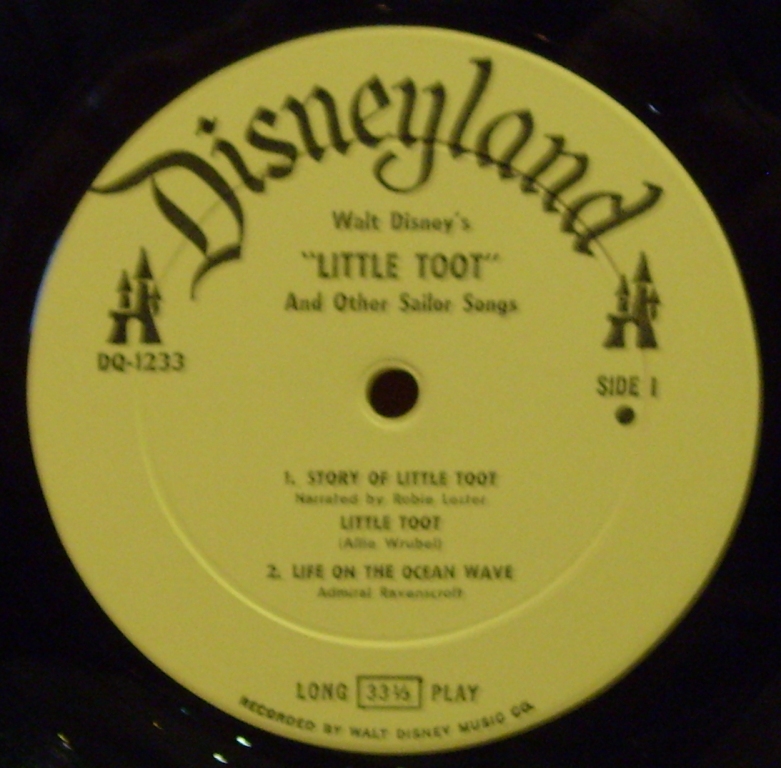 Disneyland
Walt Disney's
"LITTLE TOOT"
And Other Sailor Songs
DQ-1233
SIDE 1
1. STORY OF LITTLE TOOT
Narrated by Robie Lester
LITTLE TOOT
(Allie Wrubel)
2. LIFE ON THE OCEAN WAVE
Admiral Ravenscroft
LONG 33⅓ PLAY
RECORDED BY WALT DISNEY MUSIC CO.